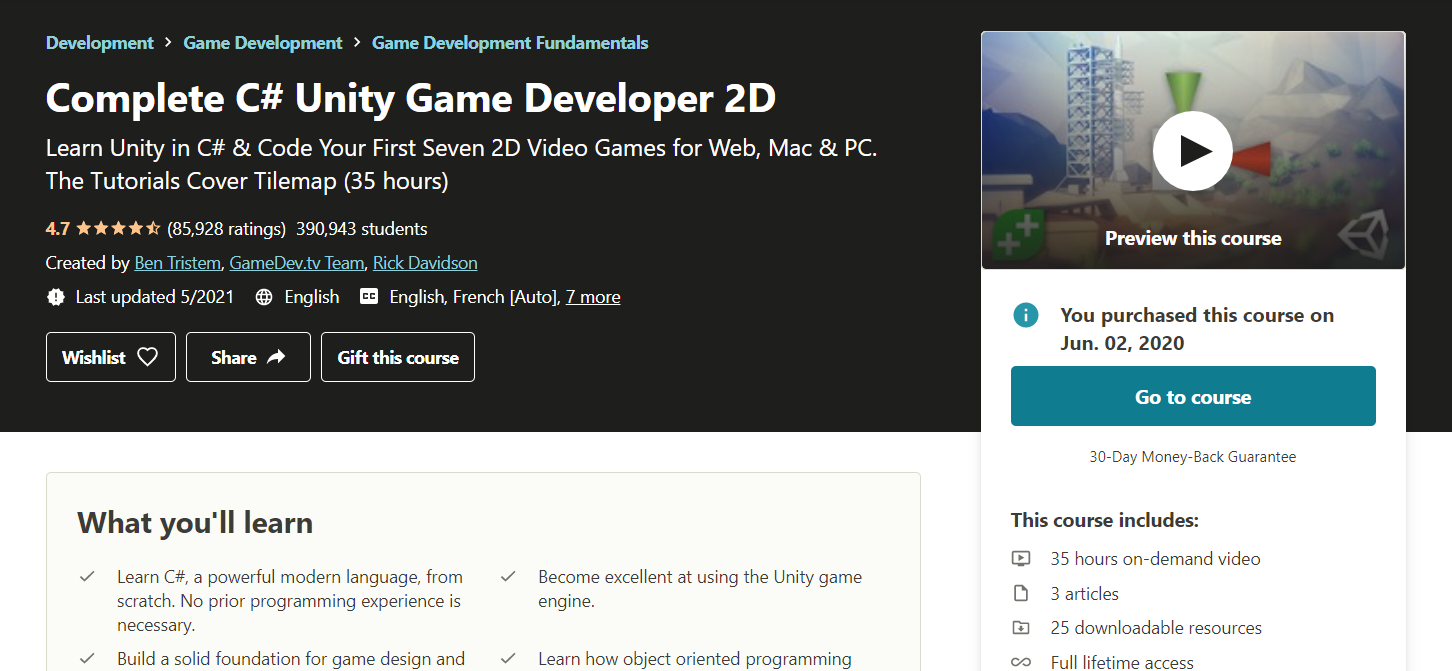 Development > Game Development > Game Development Fundamentals
Complete C# Unity Game Developer 2D
Learn Unity in C# & Code Your First Seven 2D Video Games for Web, Mac & PC.
The Tutorials Cover Tilemap (35 hours)
4.7 (85,928 ratings) 390,943 students
Created by Ben Tristem, GameDev.tv Team, Rick Davidson
Last updated 5/2021 English CC English, French [Auto], 7 more
Wishlist Share Gift this course
Preview this course
You purchased this course on
Jun. 02, 2020
Go to course
30-Day Money-Back Guarantee
This course includes:
35 hours on-demand video
3 articles
25 downloadable resources
Full lifetime access
What you'll learn
Learn C#, a powerful modern language, from
scratch. No prior programming experience is
necessary.
Become excellent at using the Unity game
engine.
Build a solid foundation for game design and
Learn how object oriented programming